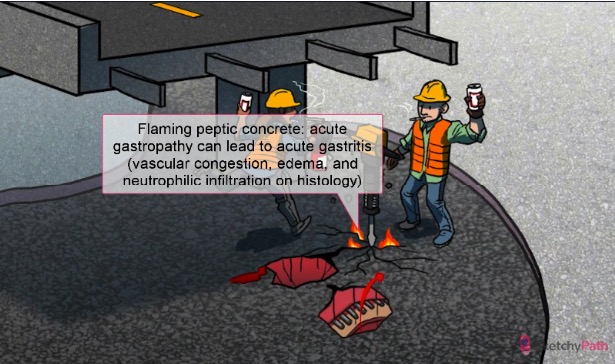 Flaming peptic concrete: acute
gastropathy can lead to acute gastritis
(vascular congestion, edema, and
neutrophilic infiltration on histology)
SketchyPath